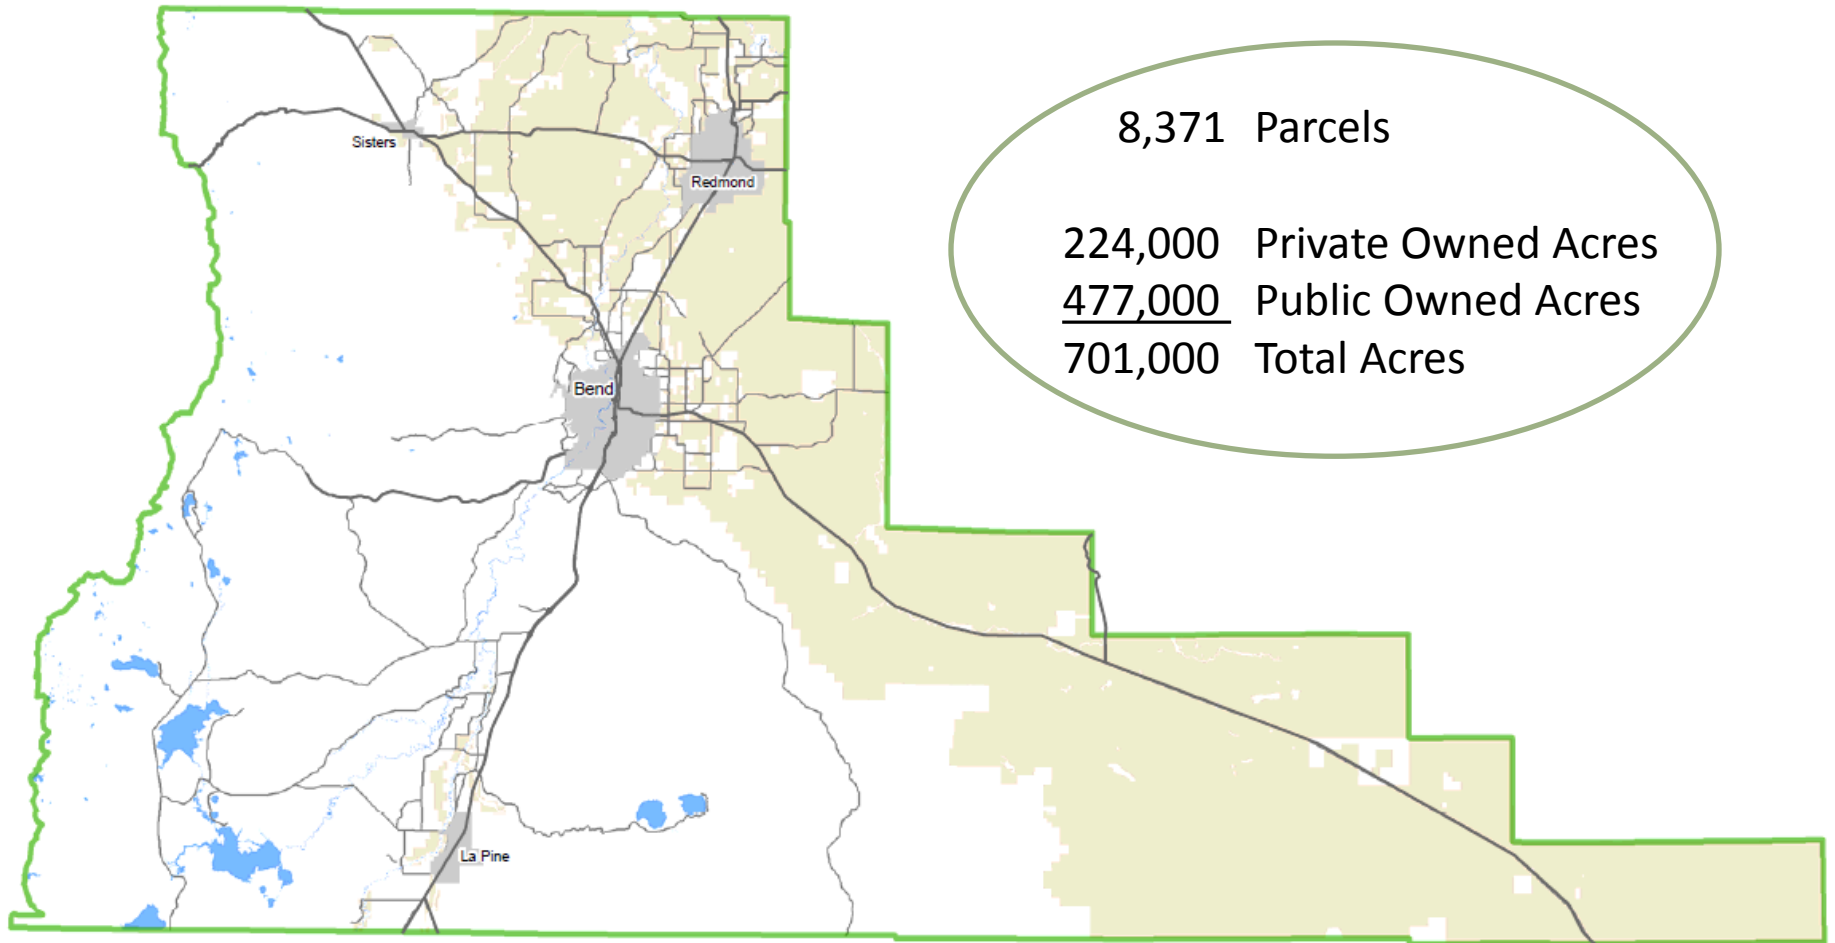 Sisters
Redmond
Bend
La Pine
8,371 Parcels
224,000 Private Owned Acres
477,000 Public Owned Acres
701,000 Total Acres